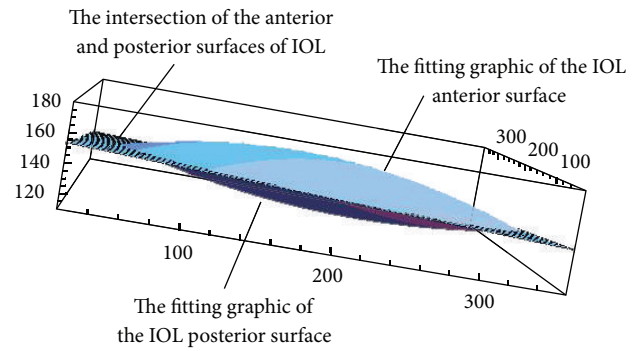 The intersection of the anterior
and posterior surfaces of IOL
The fitting graphic of the IOL
anterior surface
180
160
140
120
300
200
100
100
200
300
The fitting graphic of
the IOL posterior surface